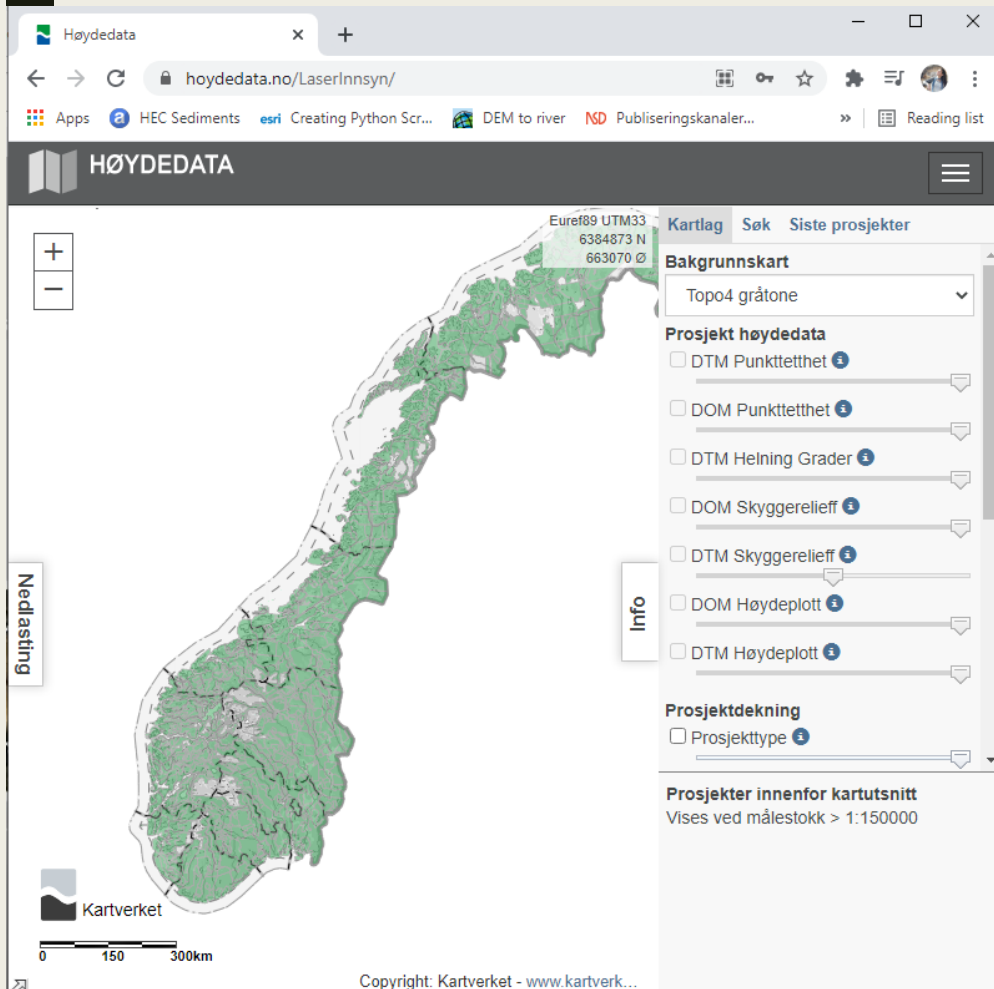 Høydedata
hoydedata.no/LaserInnsyn/
Apps
HEC Sediments
esri Creating Python Scr...
DEM to river
NSD Publiseringskanaler...
»
Reading list
HØYDEDATA
+
−
Euref89 UTM33
6384873 N
663070 Ø
Nedlasting
Info
Kartverket
0 150 300km
Copyright: Kartverket - www.kartverk...
Kartlag Søk Siste prosjekter
Bakgrunnskart
Topo4 gråtone
Prosjekt høydedata
DTM Punkttetthet
DOM Punkttetthet
DTM Helning Grader
DOM Skyggerelieff
DTM Skyggerelieff
DOM Høydeplott
DTM Høydeplott
Prosjektdekning
Prosjekttype
Prosjekter innenfor kartutsnitt
Vises ved målestokk > 1:150000